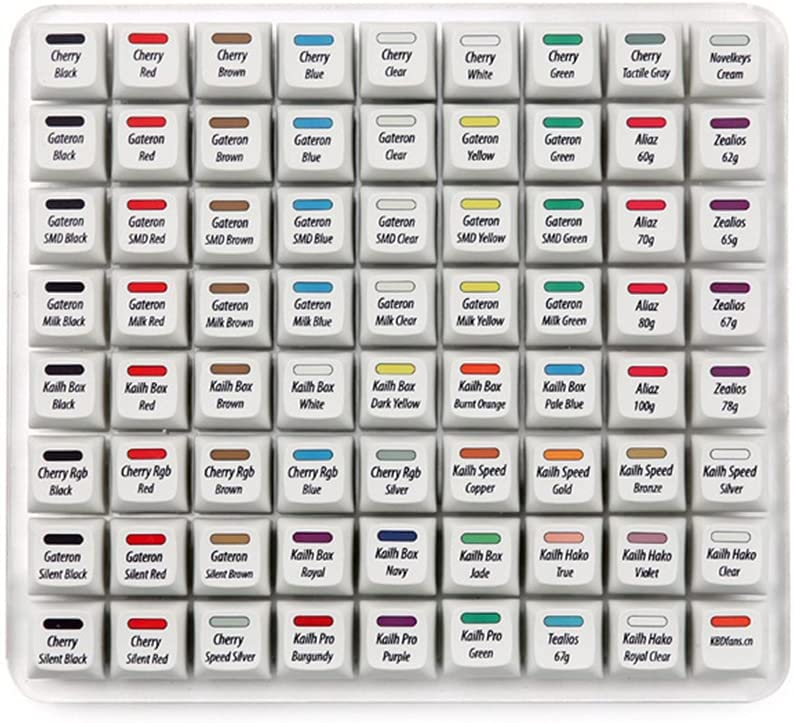 Cherry
Black
Cherry
Red
Cherry
Brown
Cherry
Blue
Cherry
Clear
Cherry
White
Cherry
Green
Cherry
Tactile Gray
Novelkeys
Cream
Gateron
Black
Gateron
Red
Gateron
Brown
Gateron
Blue
Gateron
Clear
Gateron
Yellow
Gateron
Green
Aliaz
60g
Zealios
62g
Gateron
SMD Black
Gateron
SMD Red
Gateron
SMD Brown
Gateron
SMD Blue
Gateron
SMD Clear
Gateron
SMD Yellow
Gateron
SMD Green
Aliaz
70g
Zealios
65g
Gateron
Milk Black
Gateron
Milk Red
Gateron
Milk Brown
Gateron
Milk Blue
Gateron
Milk Clear
Gateron
Milk Yellow
Gateron
Milk Green
Aliaz
80g
Zealios
67g
Kailh Box
Black
Kailh Box
Red
Kailh Box
Brown
Kailh Box
White
Kailh Box
Dark Yellow
Kailh Box
Burnt Orange
Kailh Box
Pale Blue
Aliaz
100g
Zealios
78g
Cherry Rgb
Black
Cherry Rgb
Red
Cherry Rgb
Brown
Cherry Rgb
Blue
Cherry Rgb
Silver
Kailh Speed
Copper
Kailh Speed
Gold
Kailh Speed
Bronze
Kailh Speed
Silver
Gateron
Silent Black
Gateron
Silent Red
Gateron
Silent Brown
Kailh Box
Royal
Kailh Box
Navy
Kailh Box
Jade
Kailh Hako
True
Kailh Hako
Violet
Kailh Hako
Clear
Cherry
Silent Black
Cherry
Silent Red
Cherry
Speed Silver
Kailh Pro
Burgundy
Kailh Pro
Purple
Kailh Pro
Green
Tealios
67g
Kailh Hako
Royal Clear
KBDfans.cn